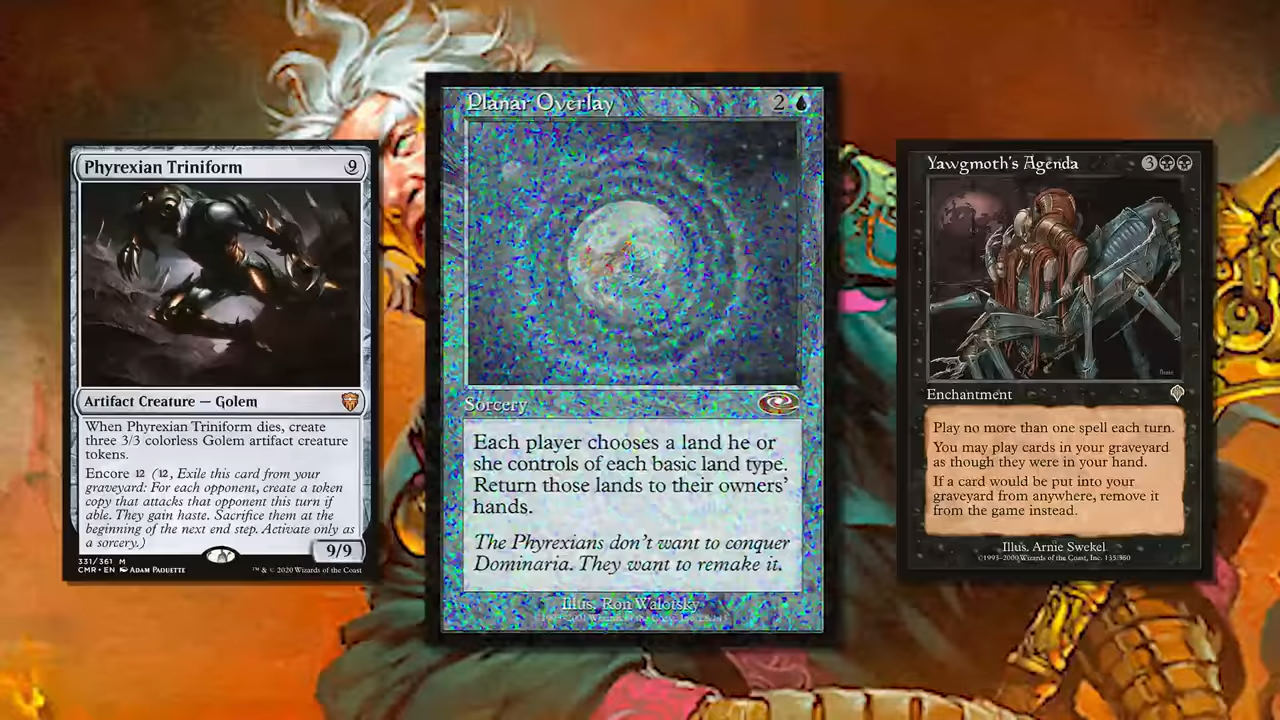 Phyrexian Triniform 9
Artifact Creature — Golem
When Phyrexian Triniform dies, create
three 3/3 colorless Golem artifact creature
tokens.
Encore 12 (12, Exile this card from your
graveyard: For each opponent, create a token
copy that attacks that opponent this turn if
able. They gain haste. Sacrifice them at the
beginning of the next end step. Activate only as
a sorcery.)
9/9
331/361 M
CMR • EN Adam Paquette
™ & © 2020 Wizards of the Coast
Planar Overlay 2
Sorcery
Each player chooses a land he or
she controls of each basic land type.
Return those lands to their owners'
hands.
The Phyrexians don't want to conquer
Dominaria. They want to remake it.
Illus. Ron Walotsky
Yawgmoth's Agenda 3
Enchantment
Play no more than one spell each turn.
You may play cards in your graveyard
as though they were in your hand.
If a card would be put into your
graveyard from anywhere, remove it
from the game instead.
Illus. Arnie Swekel
©1993-2000 Wizards of the Coast, Inc. 135/350